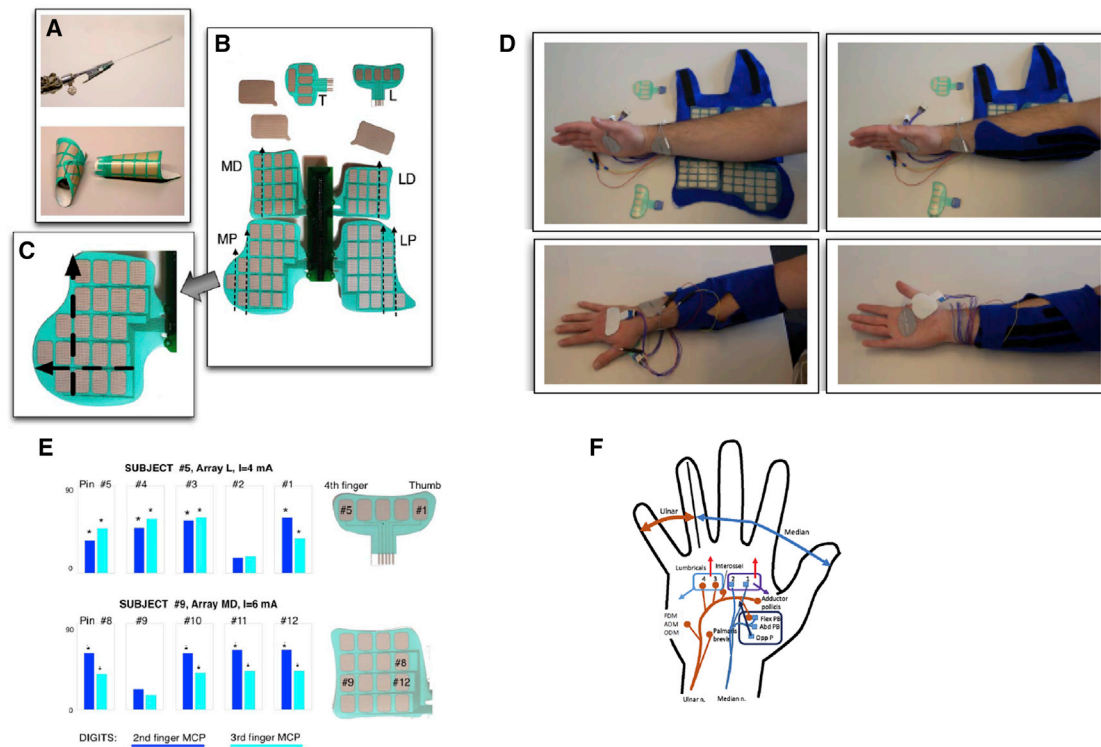 A
B
T
L
MD
LD
MP
LP
C
D
E
SUBJECT #5, Array L, I=4 mA
Pin #5 #4 #3 #2 #1
90
0
* * * * * * * *
4th finger Thumb
#5 #1
SUBJECT #9, Array MD, I=6 mA
Pin #8 #9 #10 #11 #12
90
0
#8
#9 #12
DIGITS: 2nd finger MCP 3rd finger MCP
F
Ulnar
Median
Lumbricals Interossei
4 3 2 1
Adductor
pollicis
FDM
ADM
ODM
Palmaris
brevis
Flex PB
Abd PB
Opp P
Ulnar n. Median n.